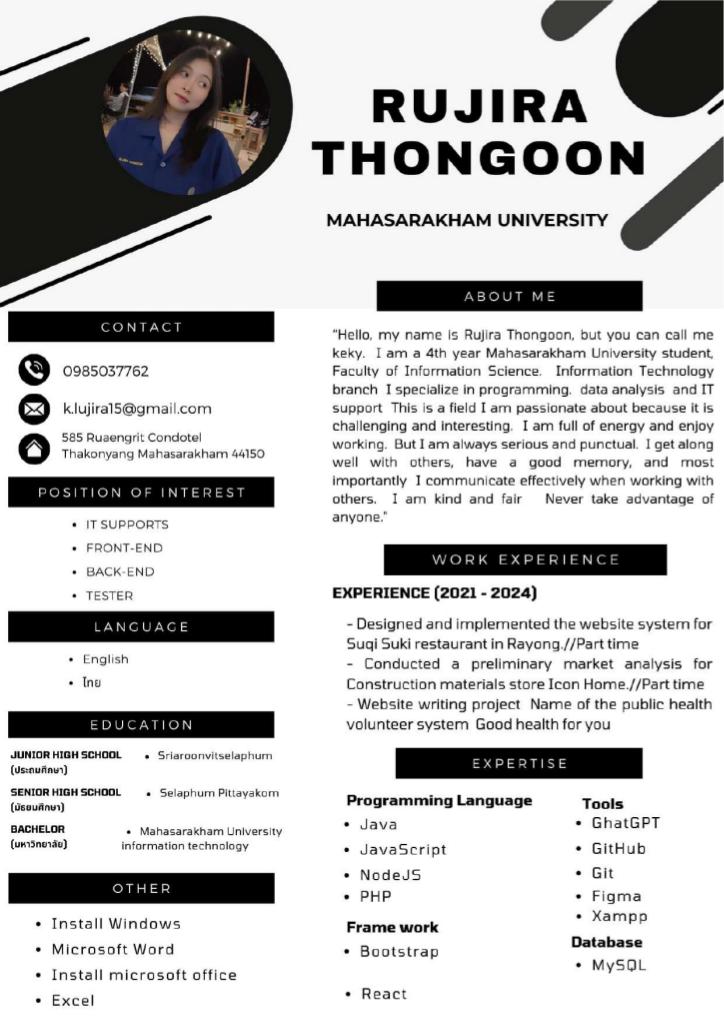 RUJIRA
THONGOON
MAHASARAKHAM UNIVERSITY
CONTACT
0985037762
k.lujira15@gmail.com
585 Ruaengrit Condotel
Thakonyang Mahasarakham 44150
POSITION OF INTEREST
• IT SUPPORTS
• FRONT-END
• BACK-END
• TESTER
LANGUAGE
• English
• ไทย
EDUCATION
JUNIOR HIGH SCHOOL • Sriaroonvitselaphum
(ประถมศึกษา)
SENIOR HIGH SCHOOL • Selaphum Pittayakom
(มัธยมศึกษา)
BACHELOR • Mahasarakham University
(มหาวิทยาลัย) information technology
OTHER
• Install Windows
• Microsoft Word
• Install microsoft office
• Excel
ABOUT ME
"Hello, my name is Rujira Thongoon, but you can call me
keky. I am a 4th year Mahasarakham University student,
Faculty of Information Science. Information Technology
branch I specialize in programming. data analysis and IT
support This is a field I am passionate about because it is
challenging and interesting. I am full of energy and enjoy
working. But I am always serious and punctual. I get along
well with others, have a good memory, and most
importantly I communicate effectively when working with
others. I am kind and fair Never take advantage of
anyone."
WORK EXPERIENCE
EXPERIENCE (2021 - 2024)
- Designed and implemented the website system for
Suqi Suki restaurant in Rayong.//Part time
- Conducted a preliminary market analysis for
Construction materials store Icon Home.//Part time
- Website writing project Name of the public health
volunteer system Good health for you
EXPERTISE
Programming Language
• Java
• JavaScript
• NodeJS
• PHP
Frame work
• Bootstrap
• React
Tools
• GhatGPT
• GitHub
• Git
• Figma
• Xampp
Database
• MySQL